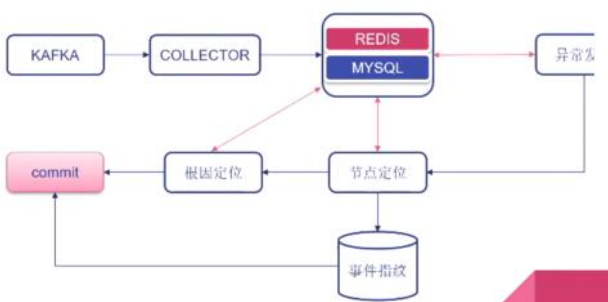 REDIS
KAFKA
COLLECTOR
MYSQL
异常发
commit
根因定位
节点定位
事件指纹